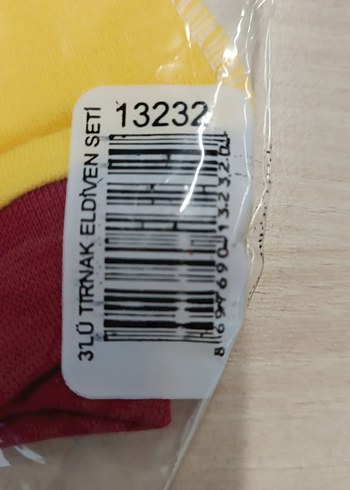 13232
3'LÜ TIRNAK ELDİVEN SETİ